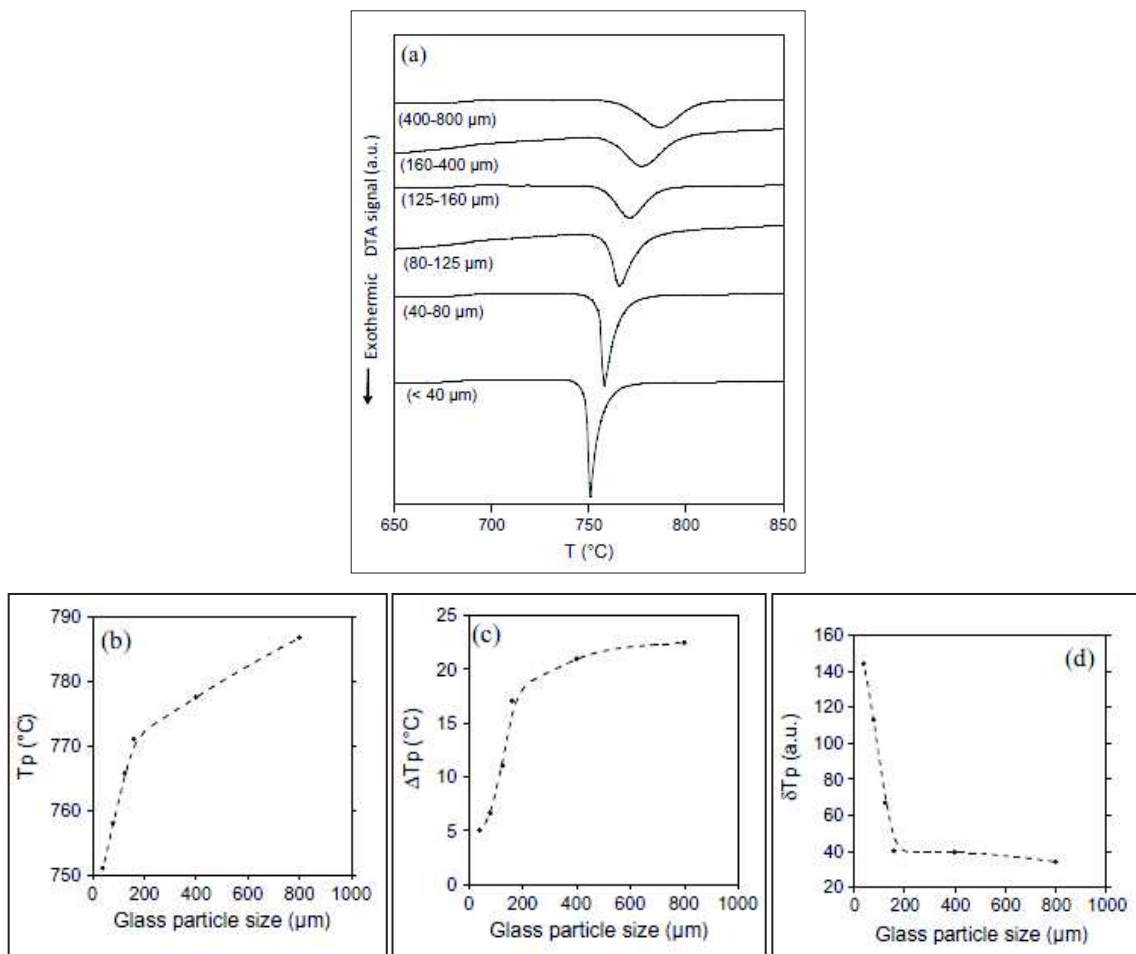 (a)
(400-800 µm)
(160-400 µm)
(125-160 µm)
(80-125 µm)
(40-80 µm)
(< 40 µm)
Exothermic DTA signal (a.u.)
650 700 750 800 850
T (°C)
(b)
790
780
770
760
750
Tp (°C)
0 200 400 600 800 1000
Glass particle size (µm)
(c)
25
20
15
10
5
0
ΔTp (°C)
0 200 400 600 800 1000
Glass particle size (µm)
(d)
160
140
120
100
80
60
40
20
δTp (a.u.)
0 200 400 600 800 1000
Glass particle size (µm)